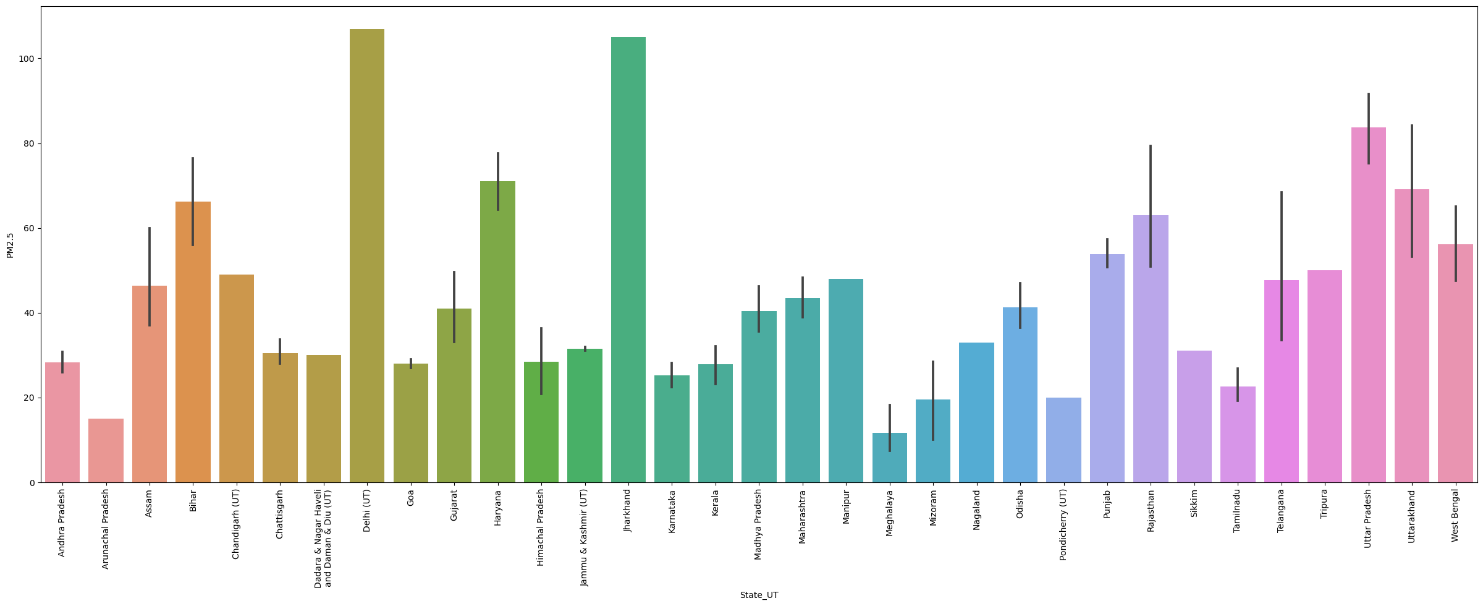 100
80
60
40
20
0
PM2.5
Andhra Pradesh
Arunachal Pradesh
Assam
Bihar
Chandigarh (UT)
Chattisgarh
Dadara & Nagar Haveli
and Daman & Diu (UT)
Delhi (UT)
Goa
Gujarat
Haryana
Himachal Pradesh
Jammu & Kashmir (UT)
Jharkhand
Karnataka
Kerala
Madhya Pradesh
Maharashtra
Manipur
Meghalaya
Mizoram
Nagaland
Odisha
Pondicherry (UT)
Punjab
Rajasthan
Sikkim
Tamilnadu
Telangana
Tripura
Uttar Pradesh
Uttarakhand
West Bengal
State_UT